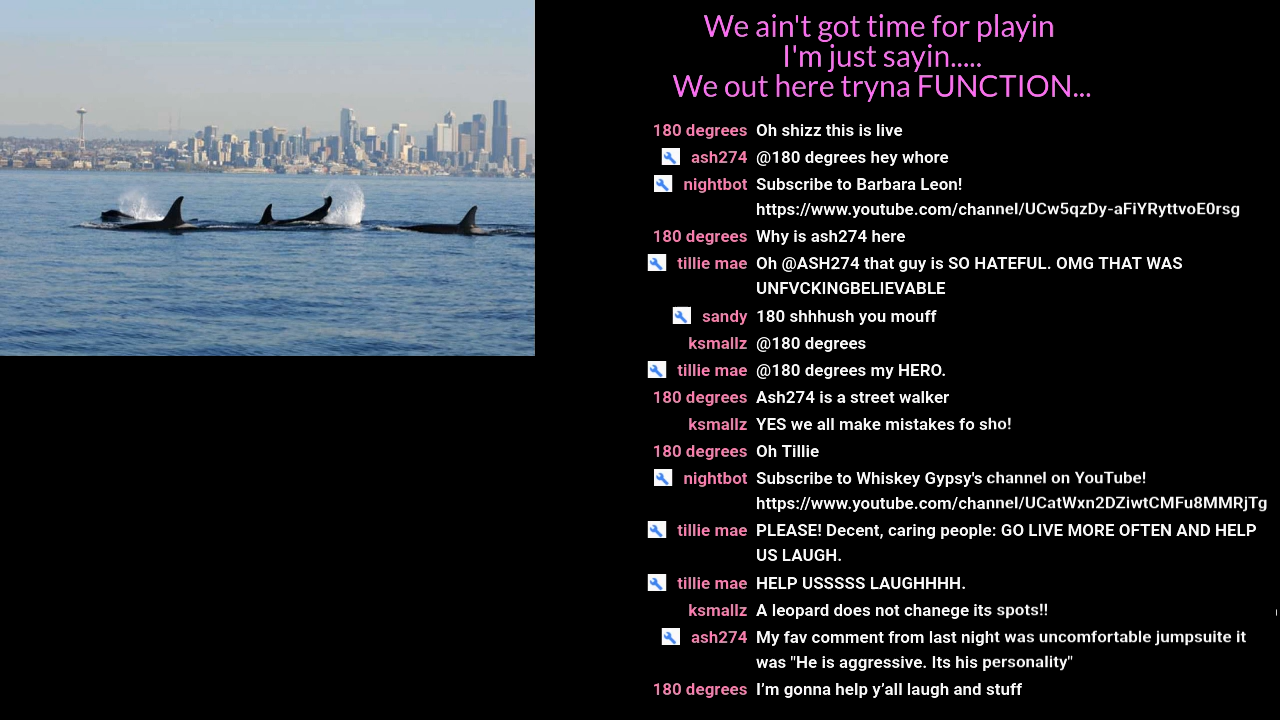 We ain't got time for playin
I'm just sayin.....
We out here tryna FUNCTION...
180 degrees Oh shizz this is live
ash274 @180 degrees hey whore
nightbot Subscribe to Barbara Leon!
https://www.youtube.com/channel/UCw5qzDy-aFiYRyttvoE0rsg
180 degrees Why is ash274 here
tillie mae Oh @ASH274 that guy is SO HATEFUL. OMG THAT WAS
UNFVCKINGBELIEVABLE
sandy 180 shhhush you mouff
ksmallz @180 degrees
tillie mae @180 degrees my HERO.
180 degrees Ash274 is a street walker
ksmallz YES we all make mistakes fo sho!
180 degrees Oh Tillie
nightbot Subscribe to Whiskey Gypsy's channel on YouTube!
https://www.youtube.com/channel/UCatWxn2DZiwtCMFu8MMRjTg
tillie mae PLEASE! Decent, caring people: GO LIVE MORE OFTEN AND HELP
US LAUGH.
tillie mae HELP USSSSS LAUGHHHH.
ksmallz A leopard does not chanege its spots!!
ash274 My fav comment from last night was uncomfortable jumpsuite it
was "He is aggressive. Its his personality"
180 degrees I’m gonna help y’all laugh and stuff